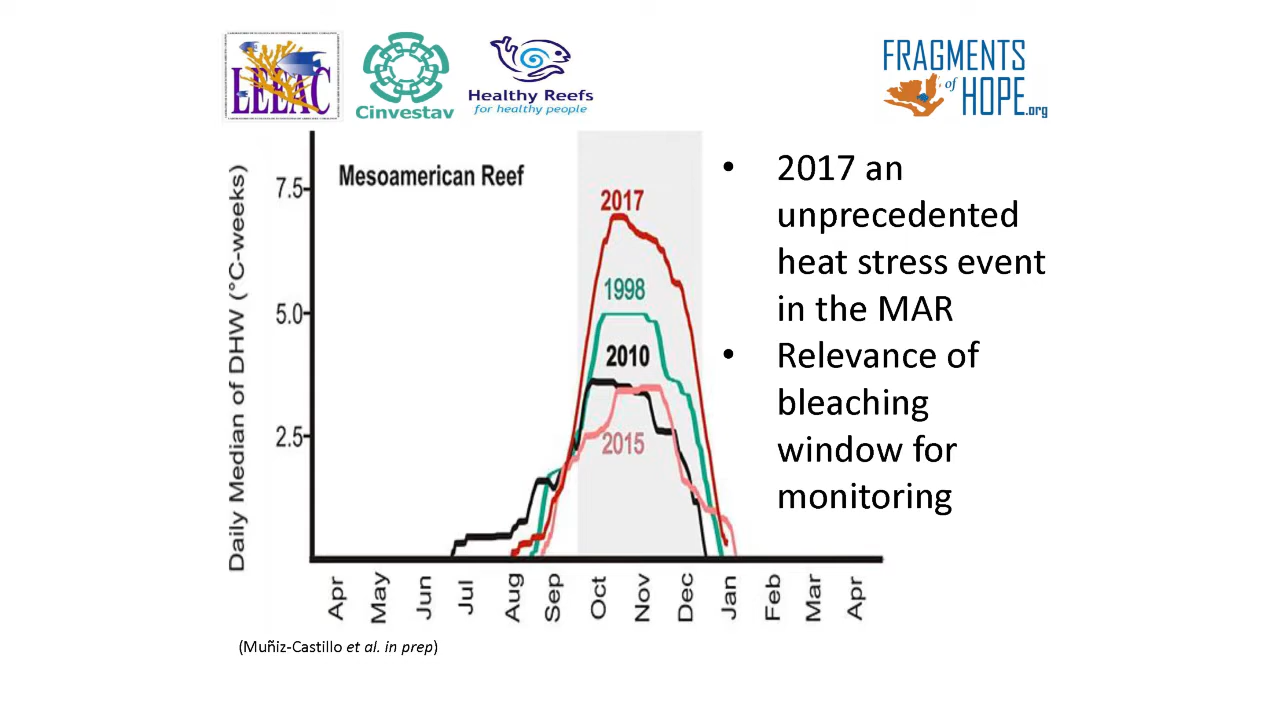 LEEAC
Cinvestav
Healthy Reefs
for healthy people
FRAGMENTS
of
HOPE.org
Mesoamerican Reef
Daily Median of DHW (°C-weeks)
7.5
5.0
2.5
2017
1998
2010
2015
Apr
May
Jun
Jul
Aug
Sep
Oct
Nov
Dec
Jan
Feb
Mar
Apr
• 2017 an
unprecedented
heat stress event
in the MAR
• Relevance of
bleaching
window for
monitoring
(Muñiz-Castillo et al. in prep)